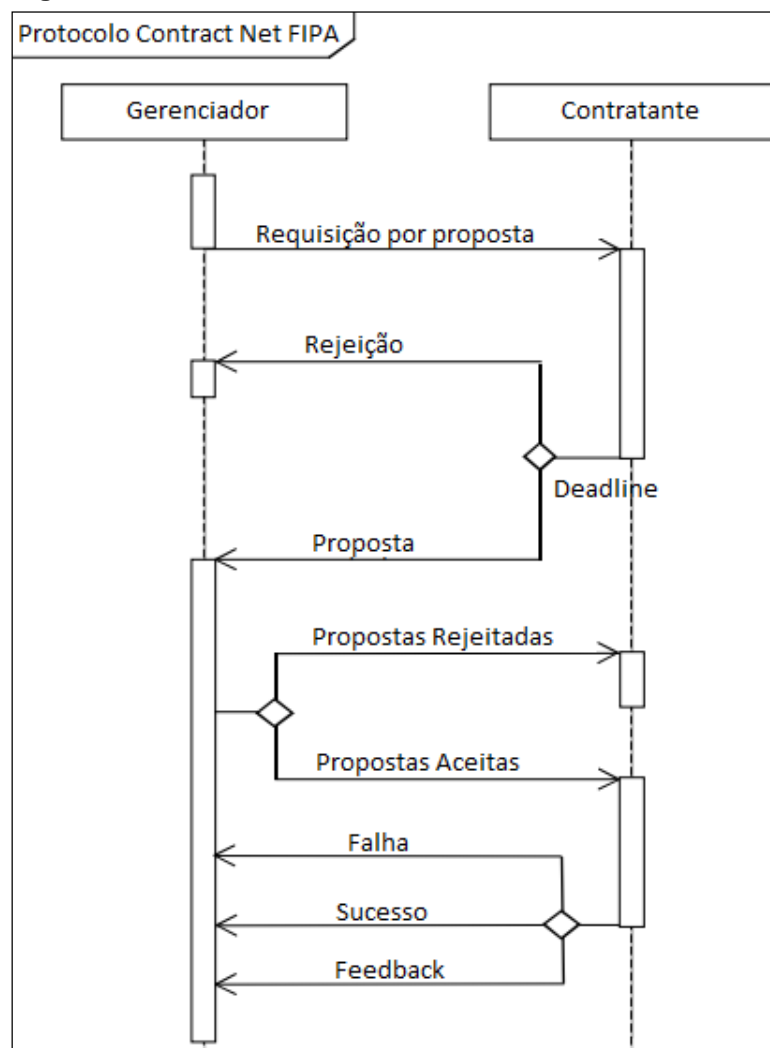 Protocolo Contract Net FIPA
Gerenciador
Contratante
Requisição por proposta
Rejeição
Deadline
Proposta
Propostas Rejeitadas
Propostas Aceitas
Falha
Sucesso
Feedback